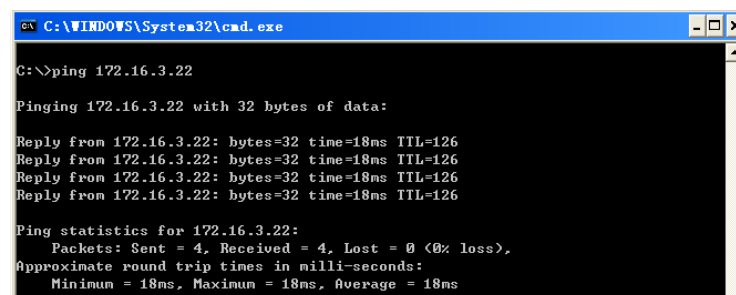 C:\WINDOWS\System32\cmd.exe
C:\>ping 172.16.3.22
Pinging 172.16.3.22 with 32 bytes of data:
Reply from 172.16.3.22: bytes=32 time=18ms TTL=126
Reply from 172.16.3.22: bytes=32 time=18ms TTL=126
Reply from 172.16.3.22: bytes=32 time=18ms TTL=126
Reply from 172.16.3.22: bytes=32 time=18ms TTL=126
Ping statistics for 172.16.3.22:
    Packets: Sent = 4, Received = 4, Lost = 0 (0% loss),
Approximate round trip times in milli-seconds:
    Minimum = 18ms, Maximum = 18ms, Average = 18ms